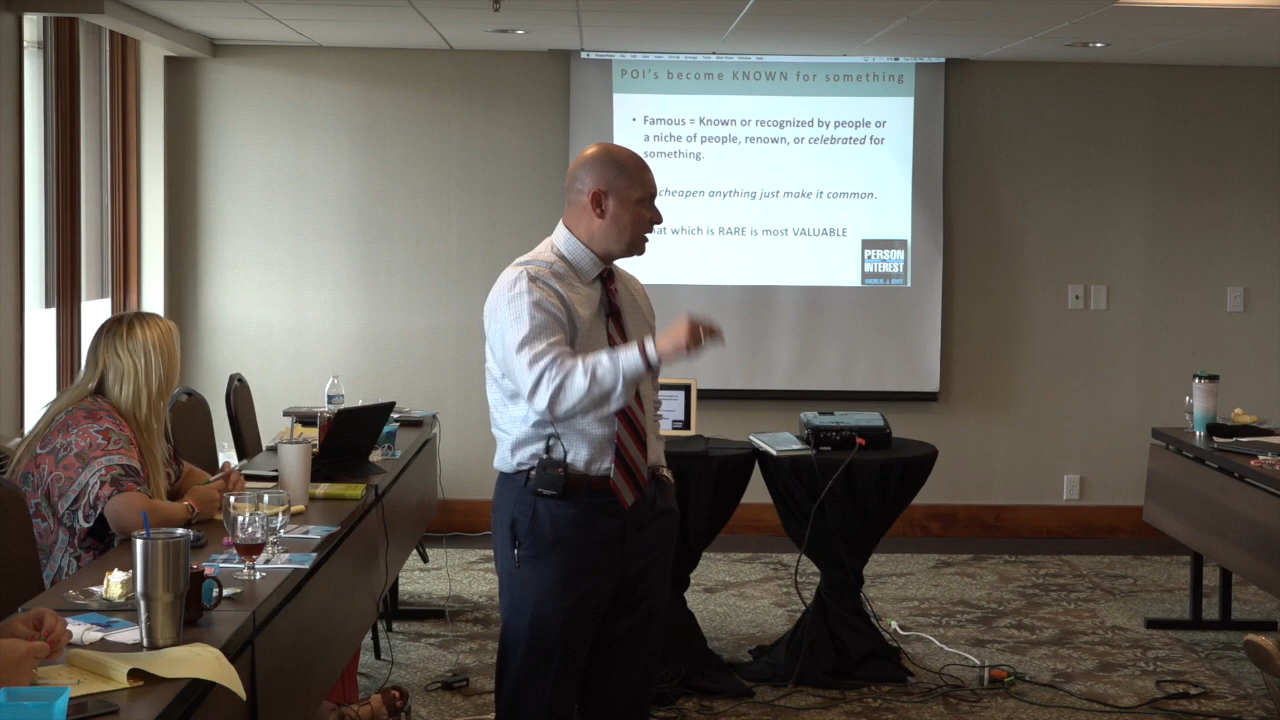 POI's become KNOWN for something
• Famous = Known or recognized by people or
a niche of people, renown, or celebrated for
something.
cheapen anything just make it common.
which is RARE is most VALUABLE
PERSON
INTEREST